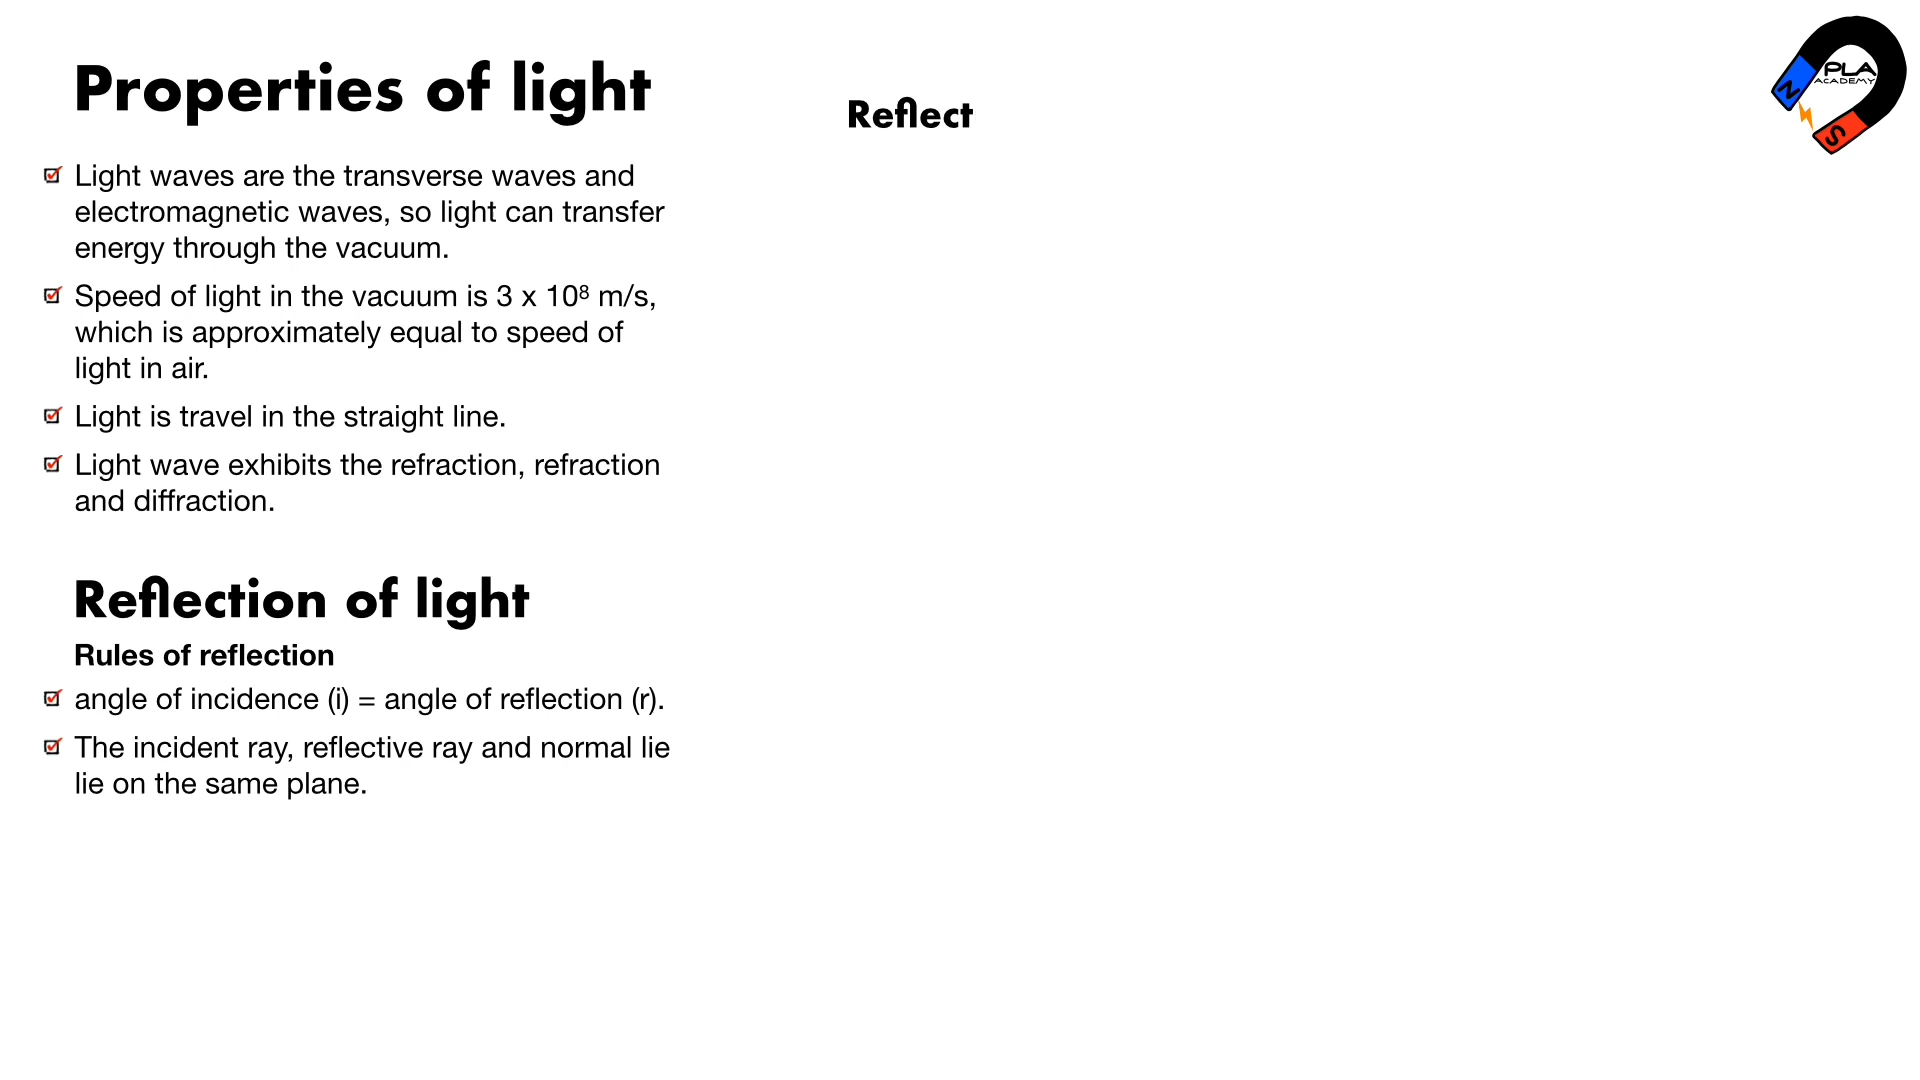 Properties of light
Light waves are the transverse waves and
electromagnetic waves, so light can transfer
energy through the vacuum.
Speed of light in the vacuum is 3 x 10⁸ m/s,
which is approximately equal to speed of
light in air.
Light is travel in the straight line.
Light wave exhibits the refraction, refraction
and diffraction.
Reflection of light
Rules of reflection
angle of incidence (i) = angle of reflection (r).
The incident ray, reflective ray and normal lie
lie on the same plane.
Reflect
PLA
ACADEMY
N
S